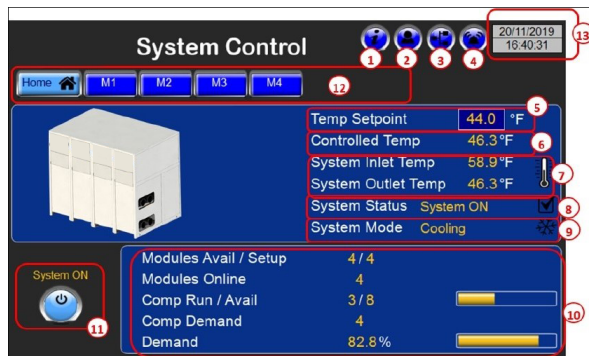 20/11/2019
System Control
16:40:31
13
1
2
3
4
Home M1 M2 M3 M4
12
5
Temp Setpoint 44.0 °F
6
Controlled Temp 46.3 °F
System Inlet Temp 58.9 °F
7
System Outlet Temp 46.3 °F
System Status System ON
8
System Mode Cooling
9
Modules Avail / Setup 4 / 4
System ON
Modules Online 4
Comp Run / Avail 3 / 8
10
11
Comp Demand 4
Demand 82.8 %